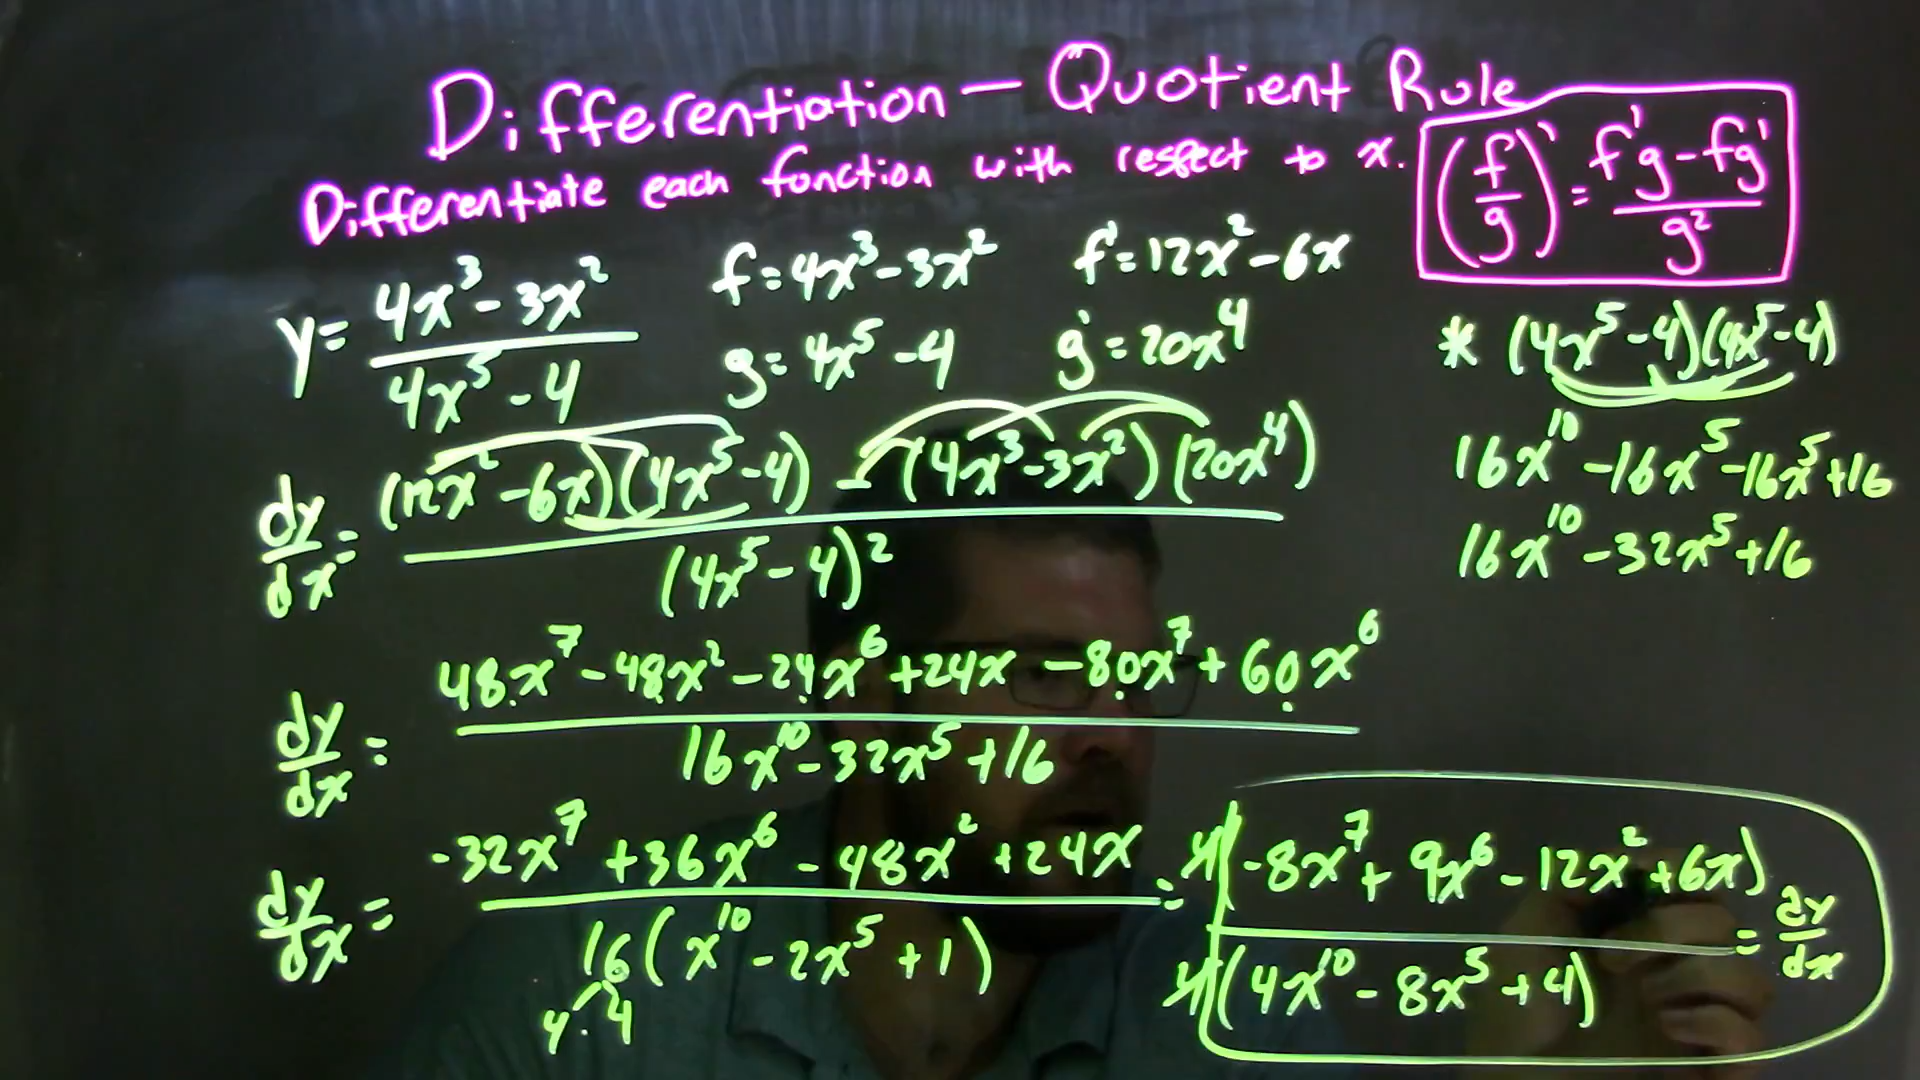 Differentiation — Quotient Rule
Differentiate each function with respect to x.
(f/g)' = (f'g - fg')/g²
y = (4x³ - 3x²)/(4x⁵ - 4)
f = 4x³ - 3x²
f' = 12x² - 6x
g = 4x⁵ - 4
g' = 20x⁴
* (4x⁵ - 4)(4x⁵ - 4)
16x¹⁰ - 16x⁵ - 16x⁵ + 16
16x¹⁰ - 32x⁵ + 16
dy/dx = ((12x² - 6x)(4x⁵ - 4) - (4x³ - 3x²)(20x⁴))/(4x⁵ - 4)²
dy/dx = (48x⁷ - 48x² - 24x⁶ + 24x - 80x⁷ + 60x⁶)/(16x¹⁰ - 32x⁵ + 16)
dy/dx = (-32x⁷ + 36x⁶ - 48x² + 24x)/(16(x¹⁰ - 2x⁵ + 1)) = (4(-8x⁷ + 9x⁶ - 12x² + 6x))/(4(4x¹⁰ - 8x⁵ + 4)) = dy/dx
4 · 4